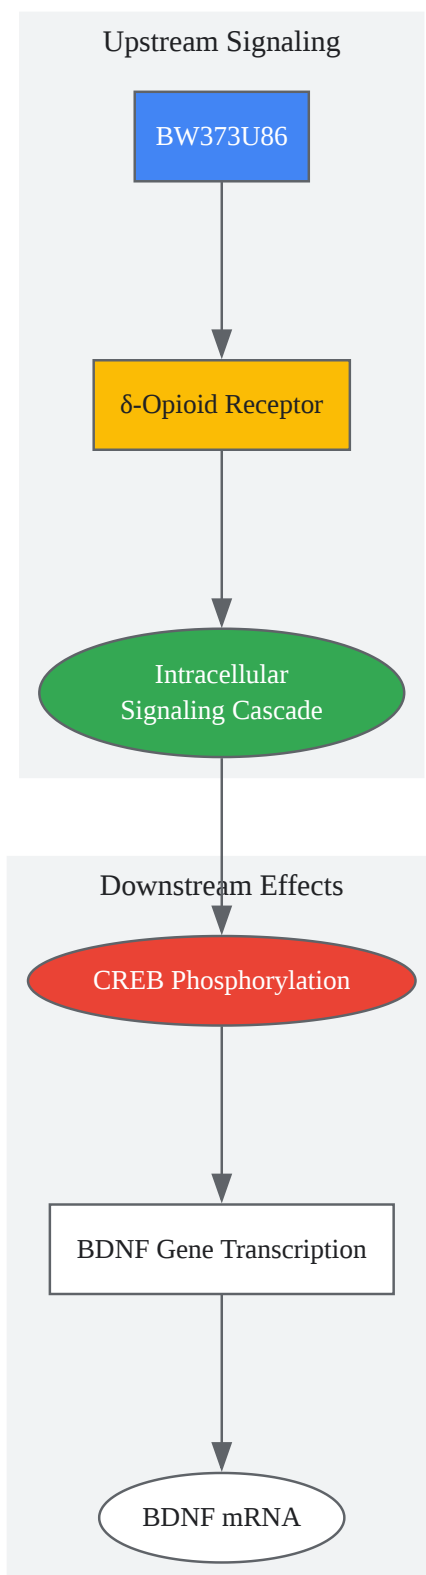 Upstream Signaling
BW373U86
δ-Opioid Receptor
Intracellular
Signaling Cascade
Downstream Effects
CREB Phosphorylation
BDNF Gene Transcription
BDNF mRNA